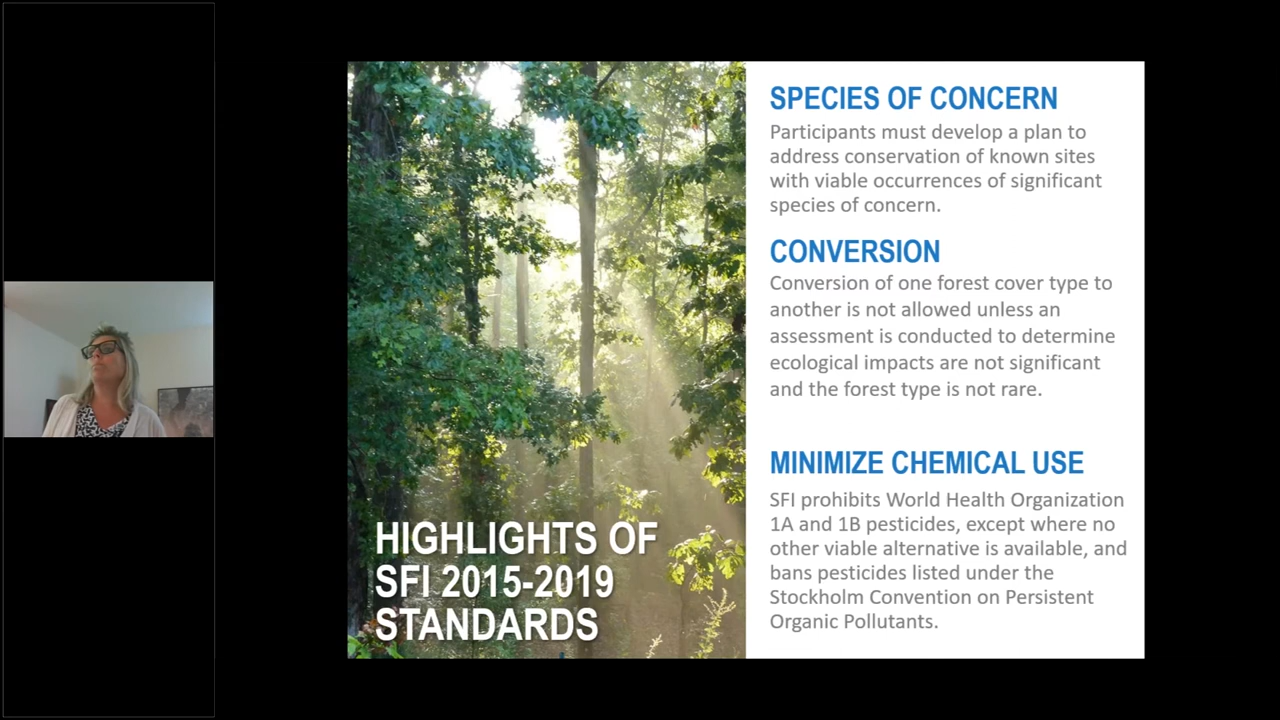 HIGHLIGHTS OF
SFI 2015-2019
STANDARDS
SPECIES OF CONCERN
Participants must develop a plan to
address conservation of known sites
with viable occurrences of significant
species of concern.
CONVERSION
Conversion of one forest cover type to
another is not allowed unless an
assessment is conducted to determine
ecological impacts are not significant
and the forest type is not rare.
MINIMIZE CHEMICAL USE
SFI prohibits World Health Organization
1A and 1B pesticides, except where no
other viable alternative is available, and
bans pesticides listed under the
Stockholm Convention on Persistent
Organic Pollutants.